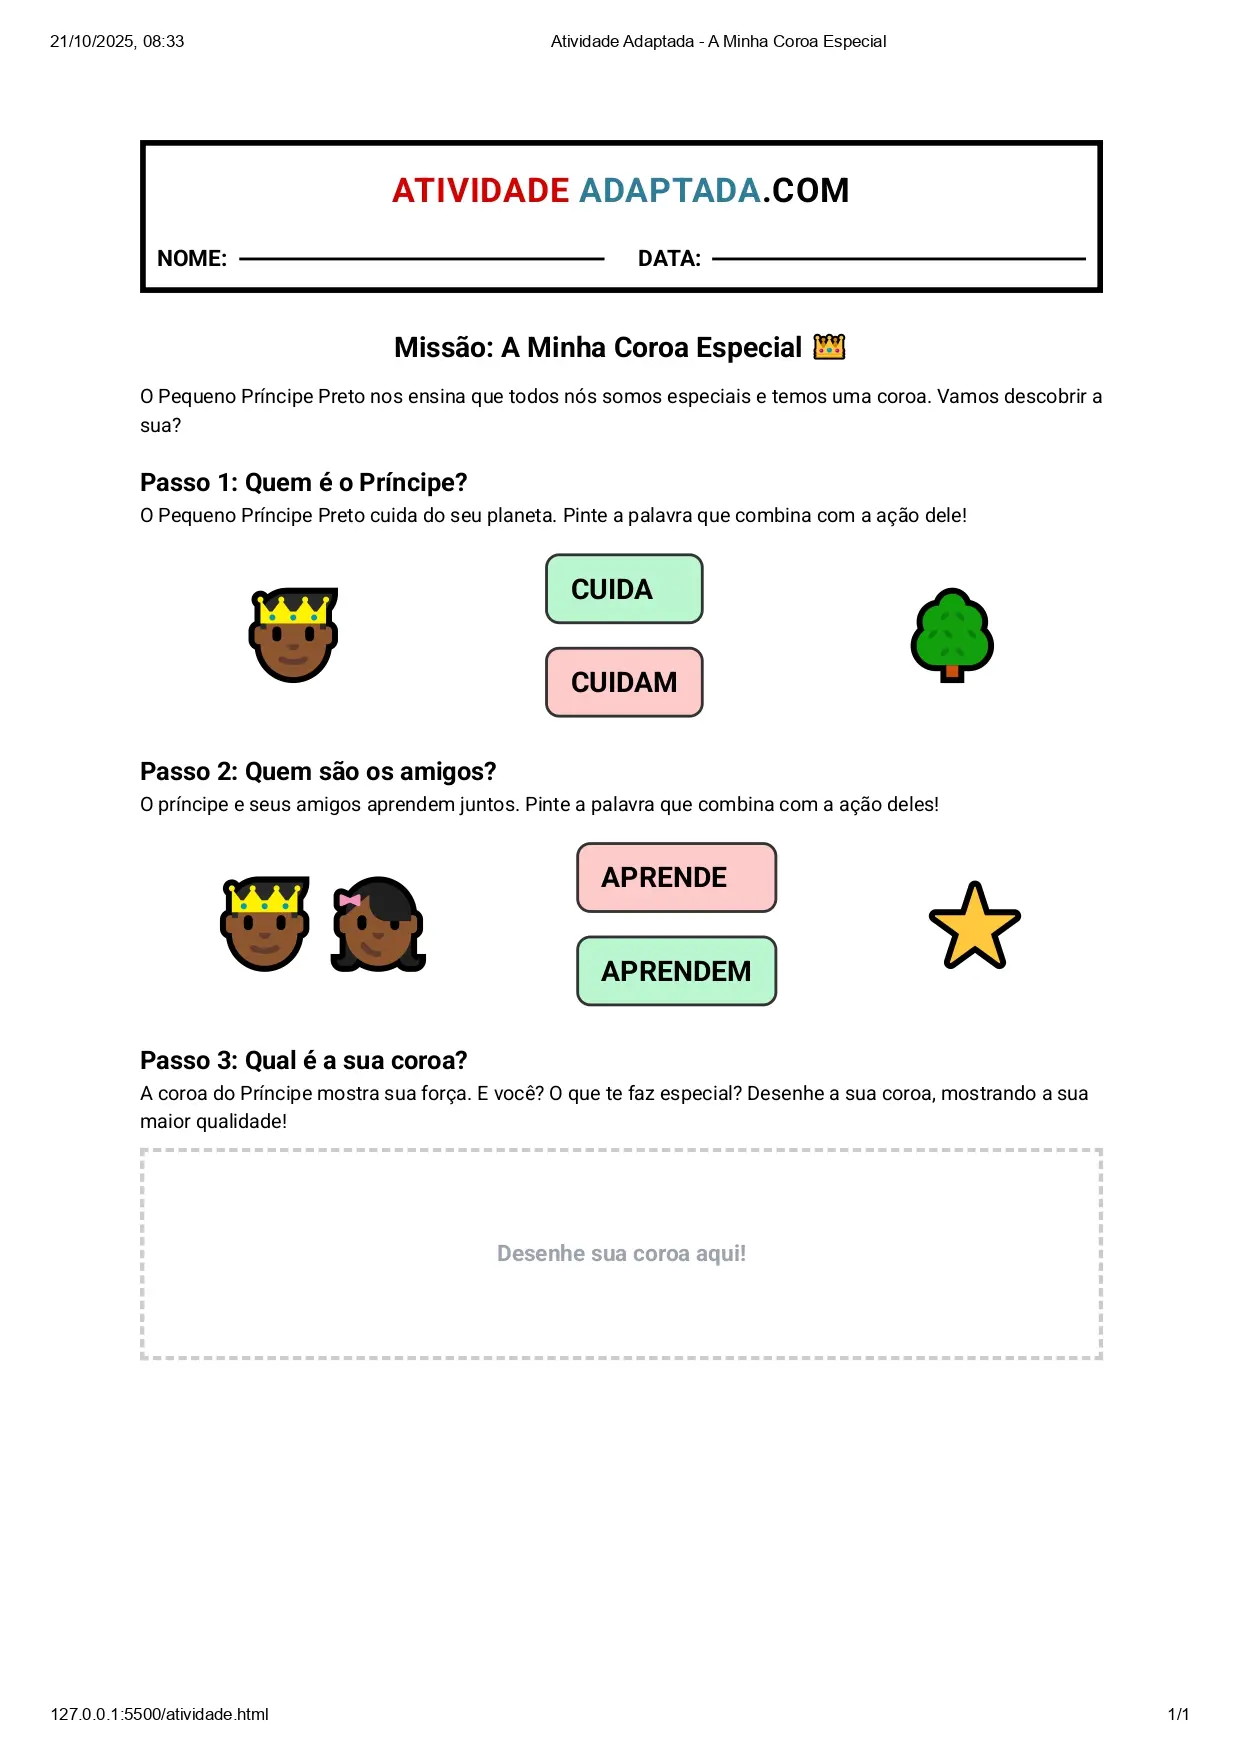 21/10/2025, 08:33 Atividade Adaptada - A Minha Coroa Especial
ATIVIDADE ADAPTADA.COM
NOME: DATA:
Missão: A Minha Coroa Especial
O Pequeno Príncipe Preto nos ensina que todos nós somos especiais e temos uma coroa. Vamos descobrir a
sua?
Passo 1: Quem é o Príncipe?
O Pequeno Príncipe Preto cuida do seu planeta. Pinte a palavra que combina com a ação dele!
CUIDA
CUIDAM
Passo 2: Quem são os amigos?
O príncipe e seus amigos aprendem juntos. Pinte a palavra que combina com a ação deles!
APRENDE
APRENDEM
Passo 3: Qual é a sua coroa?
A coroa do Príncipe mostra sua força. E você? O que te faz especial? Desenhe a sua coroa, mostrando a sua
maior qualidade!
Desenhe sua coroa aqui!
127.0.0.1:5500/atividade.html 1/1